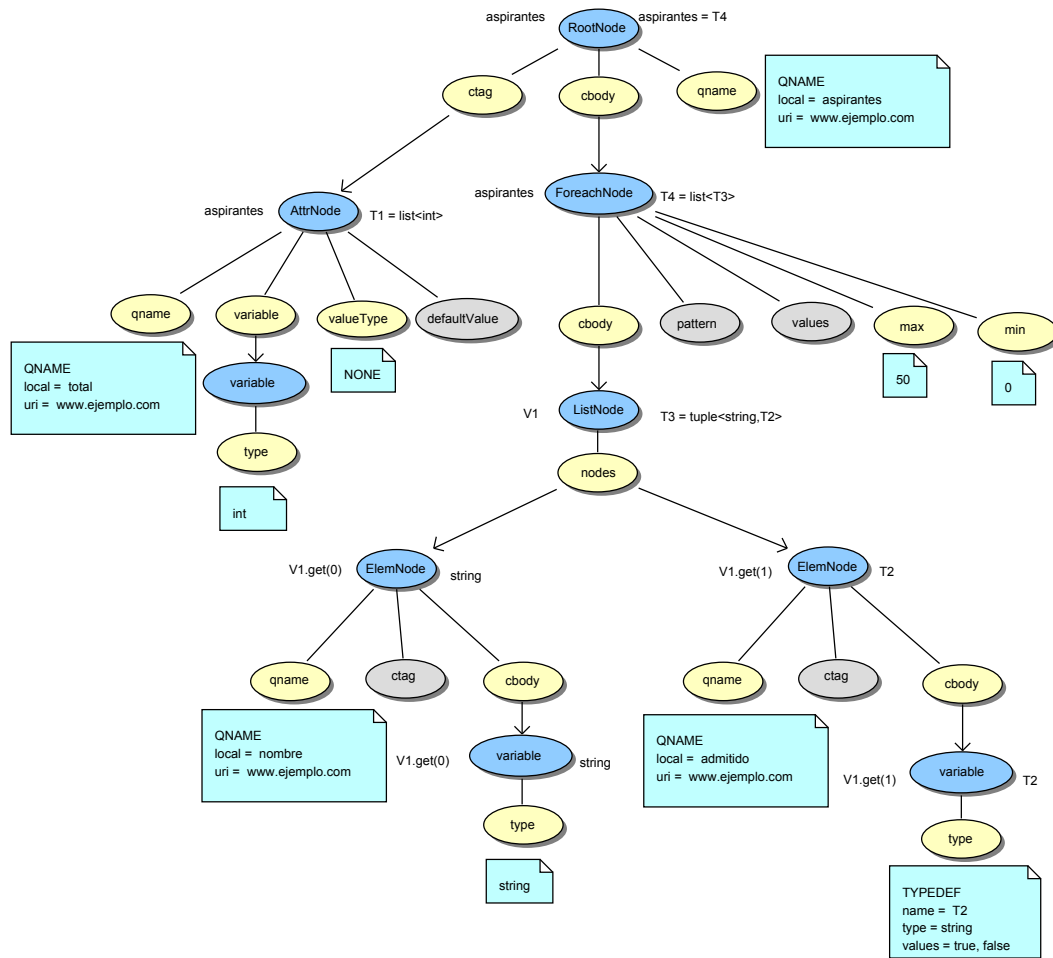 aspirantes
RootNode
aspirantes = T4
ctag
cbody
qname
QNAME
local = aspirantes
uri = www.ejemplo.com
aspirantes
AttrNode
T1 = list<int>
aspirantes
ForeachNode
T4 = list<T3>
qname
variable
valueType
defaultValue
cbody
pattern
values
max
min
QNAME
local = total
uri = www.ejemplo.com
variable
NONE
50
0
V1
ListNode
T3 = tuple<string,T2>
type
nodes
int
V1.get(0)
ElemNode
string
V1.get(1)
ElemNode
T2
qname
ctag
cbody
qname
ctag
cbody
QNAME
local = nombre
uri = www.ejemplo.com
V1.get(0)
variable
string
QNAME
local = admitido
uri = www.ejemplo.com
V1.get(1)
variable
T2
type
type
string
TYPEDEF
name = T2
type = string
values = true, false